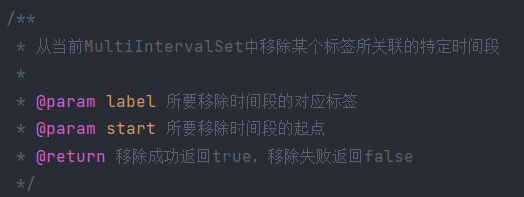 /**
* 从当前MultiIntervalSet中移除某个标签所关联的特定时间段
*
* @param label 所要移除时间段的对应标签
* @param start 所要移除时间段的起点
* @return 移除成功返回true，移除失败返回false
*/